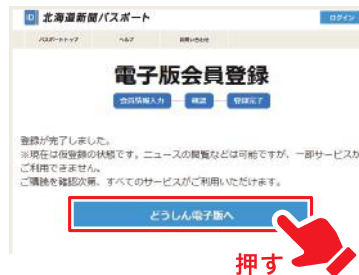 ID 北海道新聞パスポート
ログイン
パスポートトップ ヘルプ お問い合わせ
電子版会員登録
会員情報入力 確認 登録完了
登録が完了しました。
※現在は仮登録の状態です。ニュースの閲覧などは可能ですが、一部サービスが
ご利用できません。
ご購読を確認次第、すべてのサービスがご利用いただけます。
どうしん電子版へ
押す